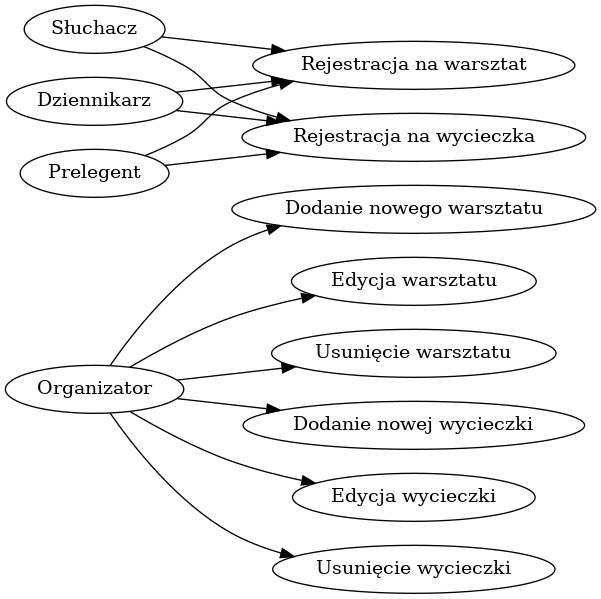 Słuchacz
Rejestracja na warsztat
Dziennikarz
Rejestracja na wycieczka
Prelegent
Dodanie nowego warsztatu
Edycja warsztatu
Usunięcie warsztatu
Organizator
Dodanie nowej wycieczki
Edycja wycieczki
Usunięcie wycieczki